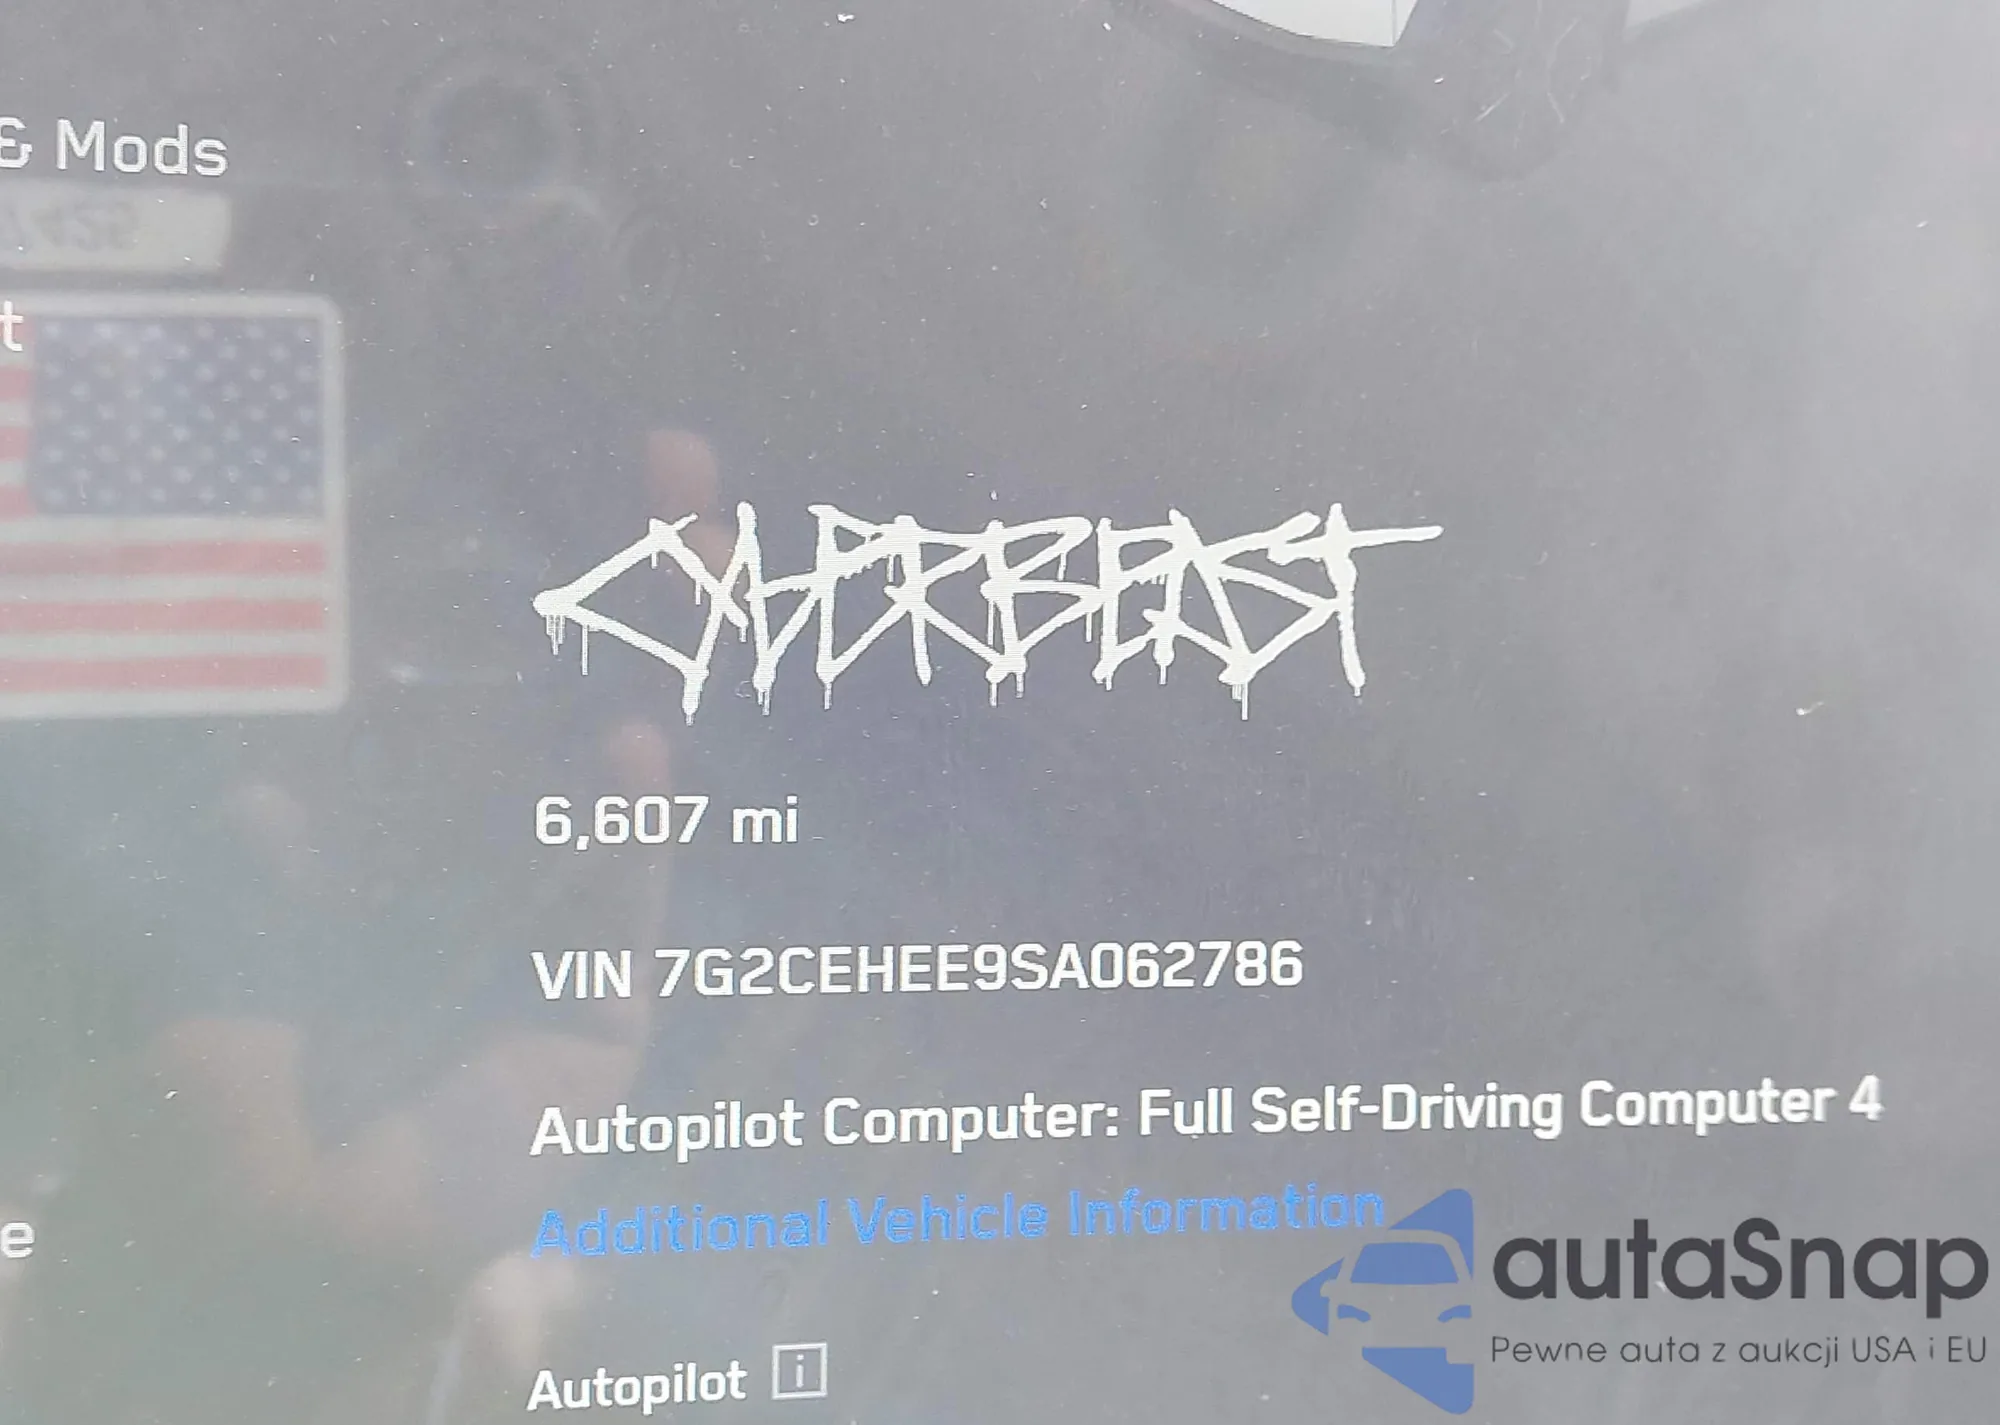 & Mods
t
CYBERBEAST
6,607 mi
VIN 7G2CEHEE9SA062786
Autopilot Computer: Full Self-Driving Computer 4
Additional Vehicle Information
e
Autopilot i
autaSnap
Pewne auta z aukcji USA i EU